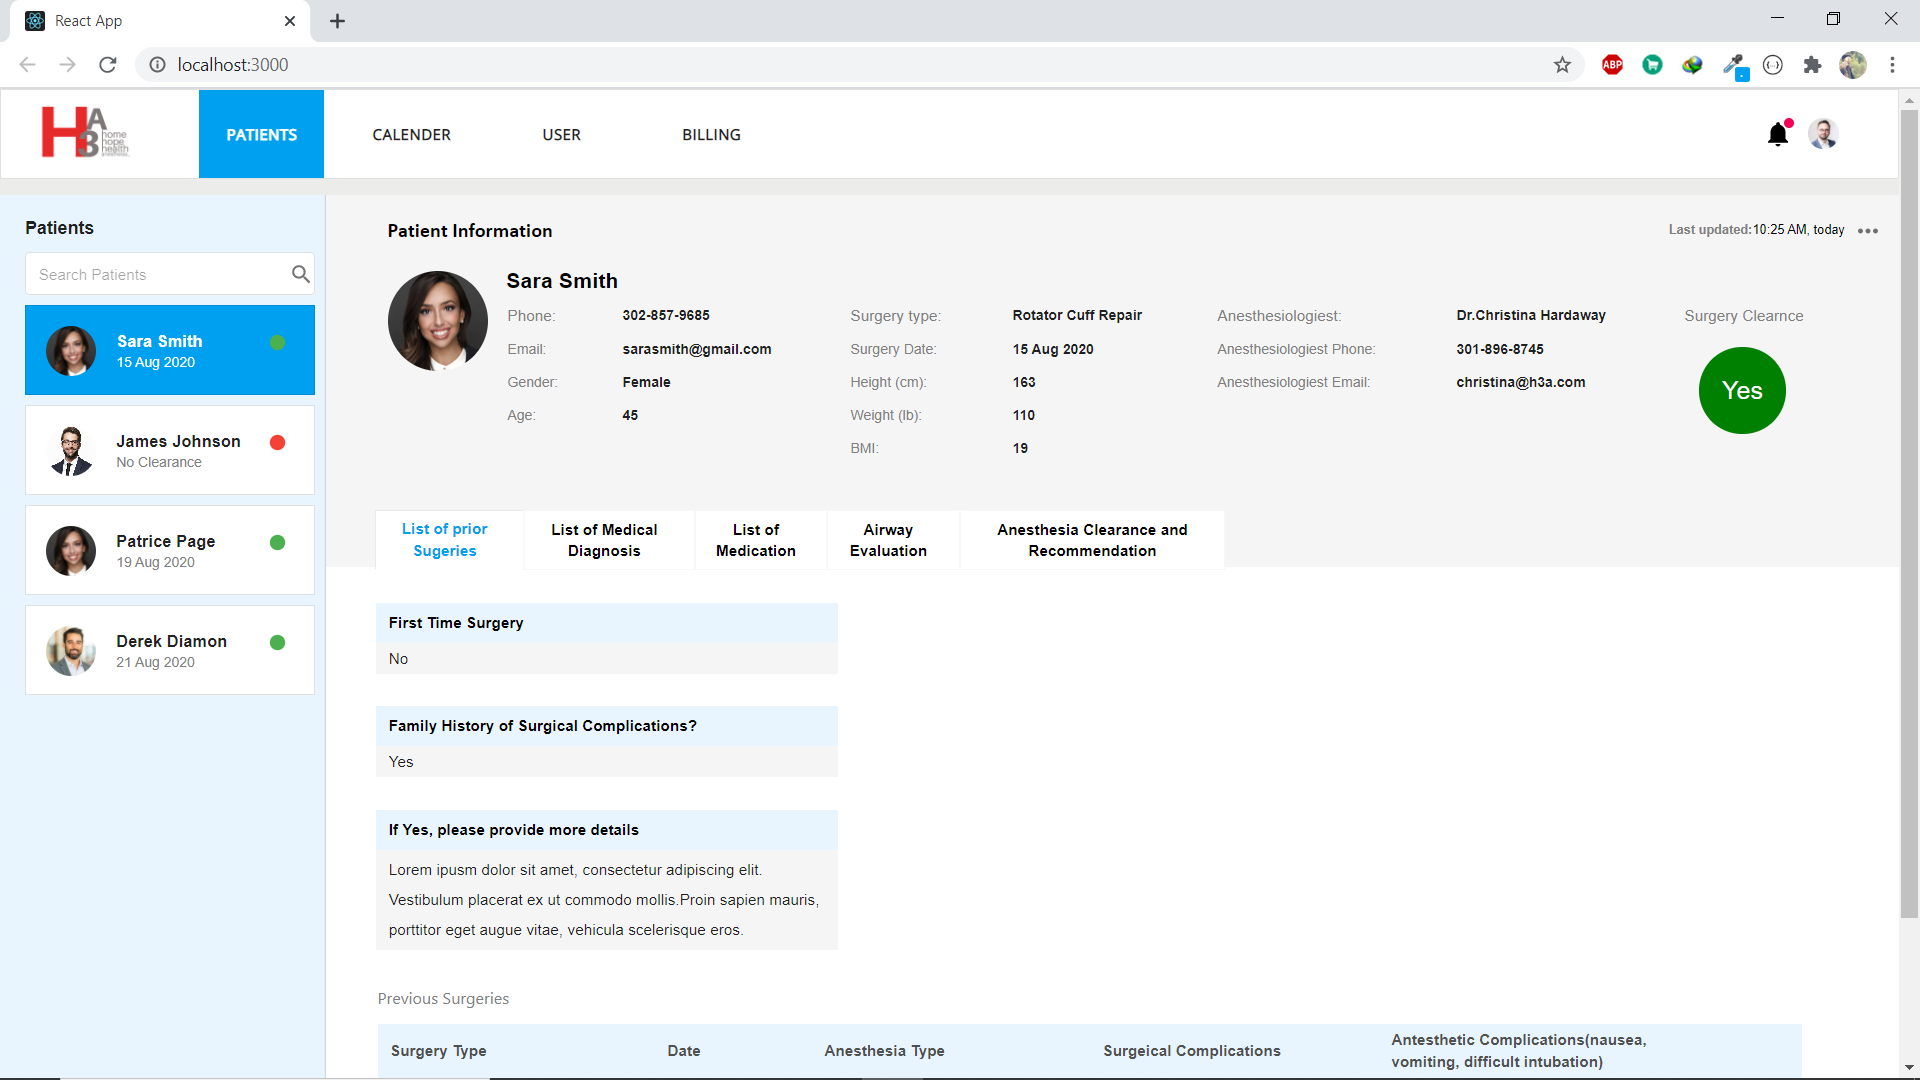 React App
localhost:3000
ABP
H A 3 home hope health
PATIENTS
CALENDER
USER
BILLING
Patients
Search Patients
Sara Smith
15 Aug 2020
James Johnson
No Clearance
Patrice Page
19 Aug 2020
Derek Diamon
21 Aug 2020
Patient Information
Last updated:10:25 AM, today
Sara Smith
Phone: 302-857-9685
Email: sarasmith@gmail.com
Gender: Female
Age: 45
Surgery type: Rotator Cuff Repair
Surgery Date: 15 Aug 2020
Height (cm): 163
Weight (lb): 110
BMI: 19
Anesthesiologiest: Dr.Christina Hardaway
Anesthesiologiest Phone: 301-896-8745
Anesthesiologiest Email: christina@h3a.com
Surgery Clearnce
Yes
List of prior
Sugeries
List of Medical
Diagnosis
List of
Medication
Airway
Evaluation
Anesthesia Clearance and
Recommendation
First Time Surgery
No
Family History of Surgical Complications?
Yes
If Yes, please provide more details
Lorem ipusm dolor sit amet, consectetur adipiscing elit.
Vestibulum placerat ex ut commodo mollis.Proin sapien mauris,
porttitor eget augue vitae, vehicula scelerisque eros.
Previous Surgeries
Surgery Type
Date
Anesthesia Type
Surgeical Complications
Antesthetic Complications(nausea,
vomiting, difficult intubation)